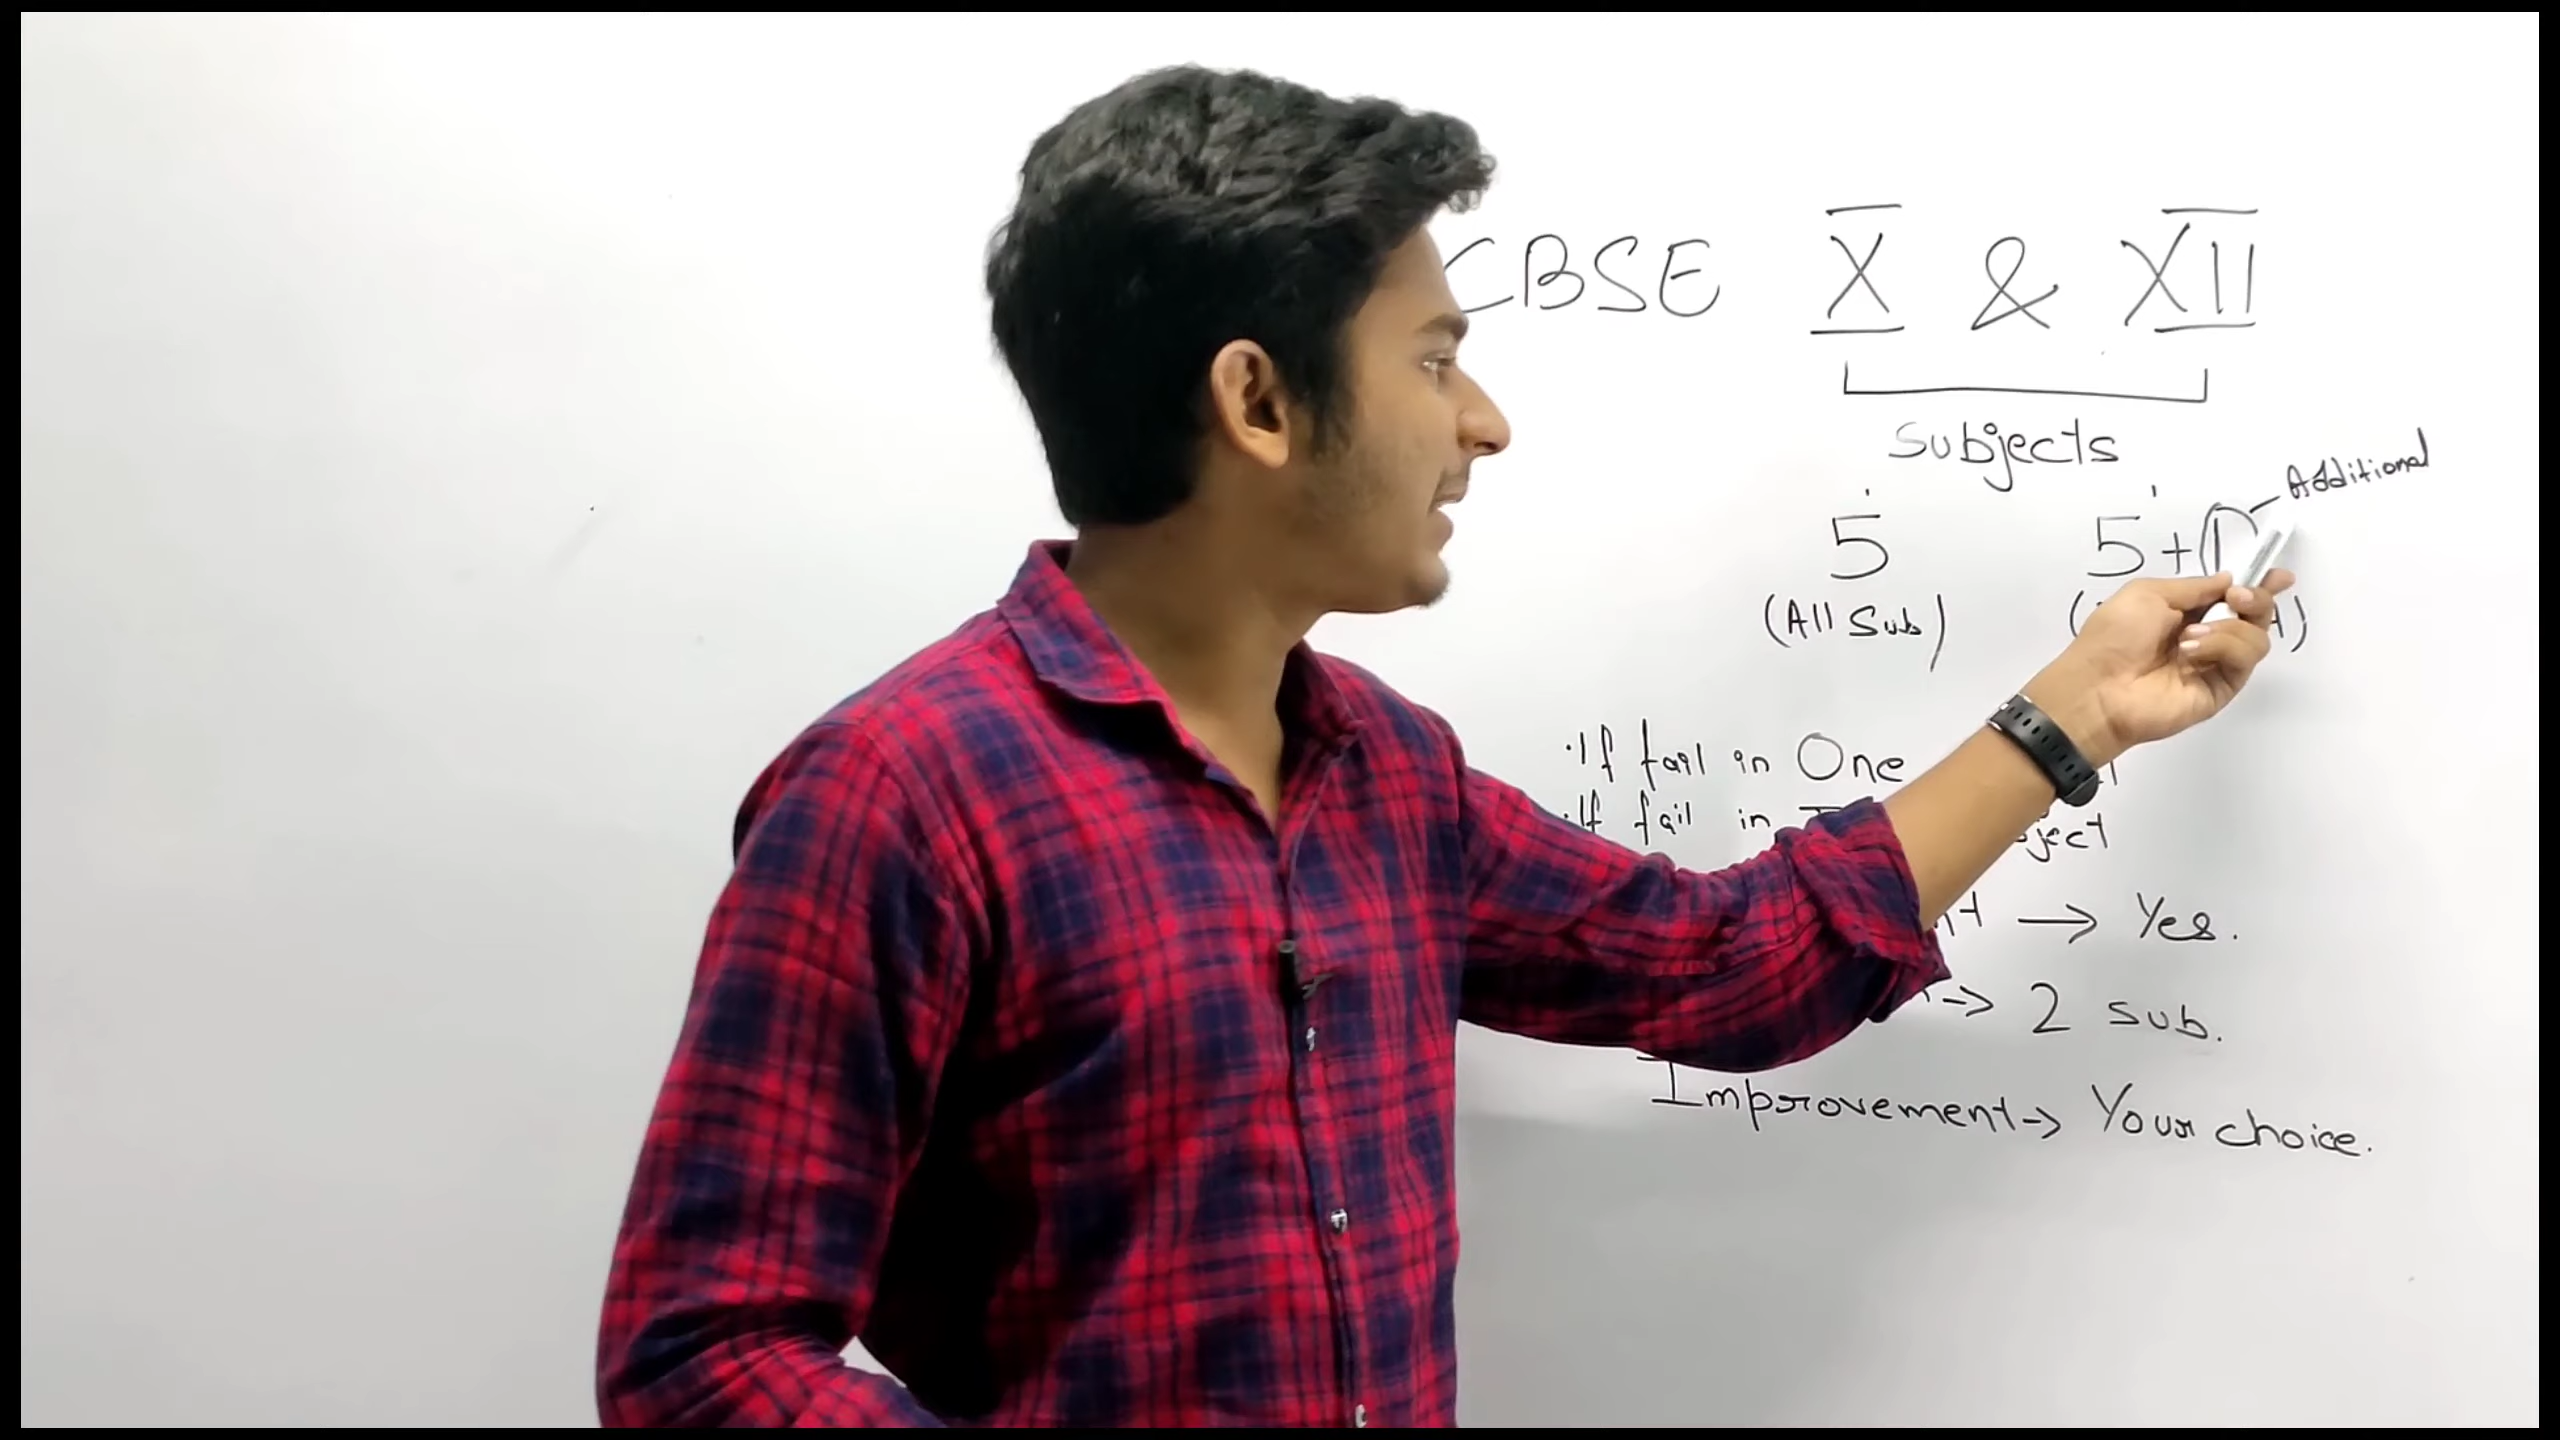 CBSE X & XII
Subjects
Additional
5 5+1
(All Sub)
If fail in One
If fail in
→ Yes.
→ 2 sub.
Improvement → Your choice.